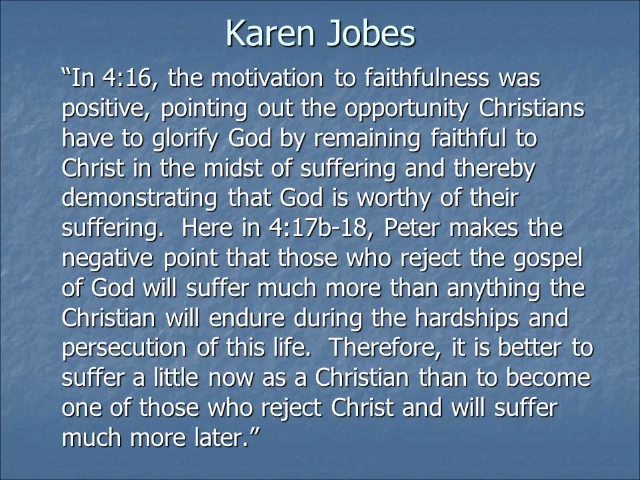 Karen Jobes
“In 4:16, the motivation to faithfulness was
positive, pointing out the opportunity Christians
have to glorify God by remaining faithful to
Christ in the midst of suffering and thereby
demonstrating that God is worthy of their
suffering.  Here in 4:17b-18, Peter makes the
negative point that those who reject the gospel
of God will suffer much more than anything the
Christian will endure during the hardships and
persecution of this life.  Therefore, it is better to
suffer a little now as a Christian than to become
one of those who reject Christ and will suffer
much more later.”